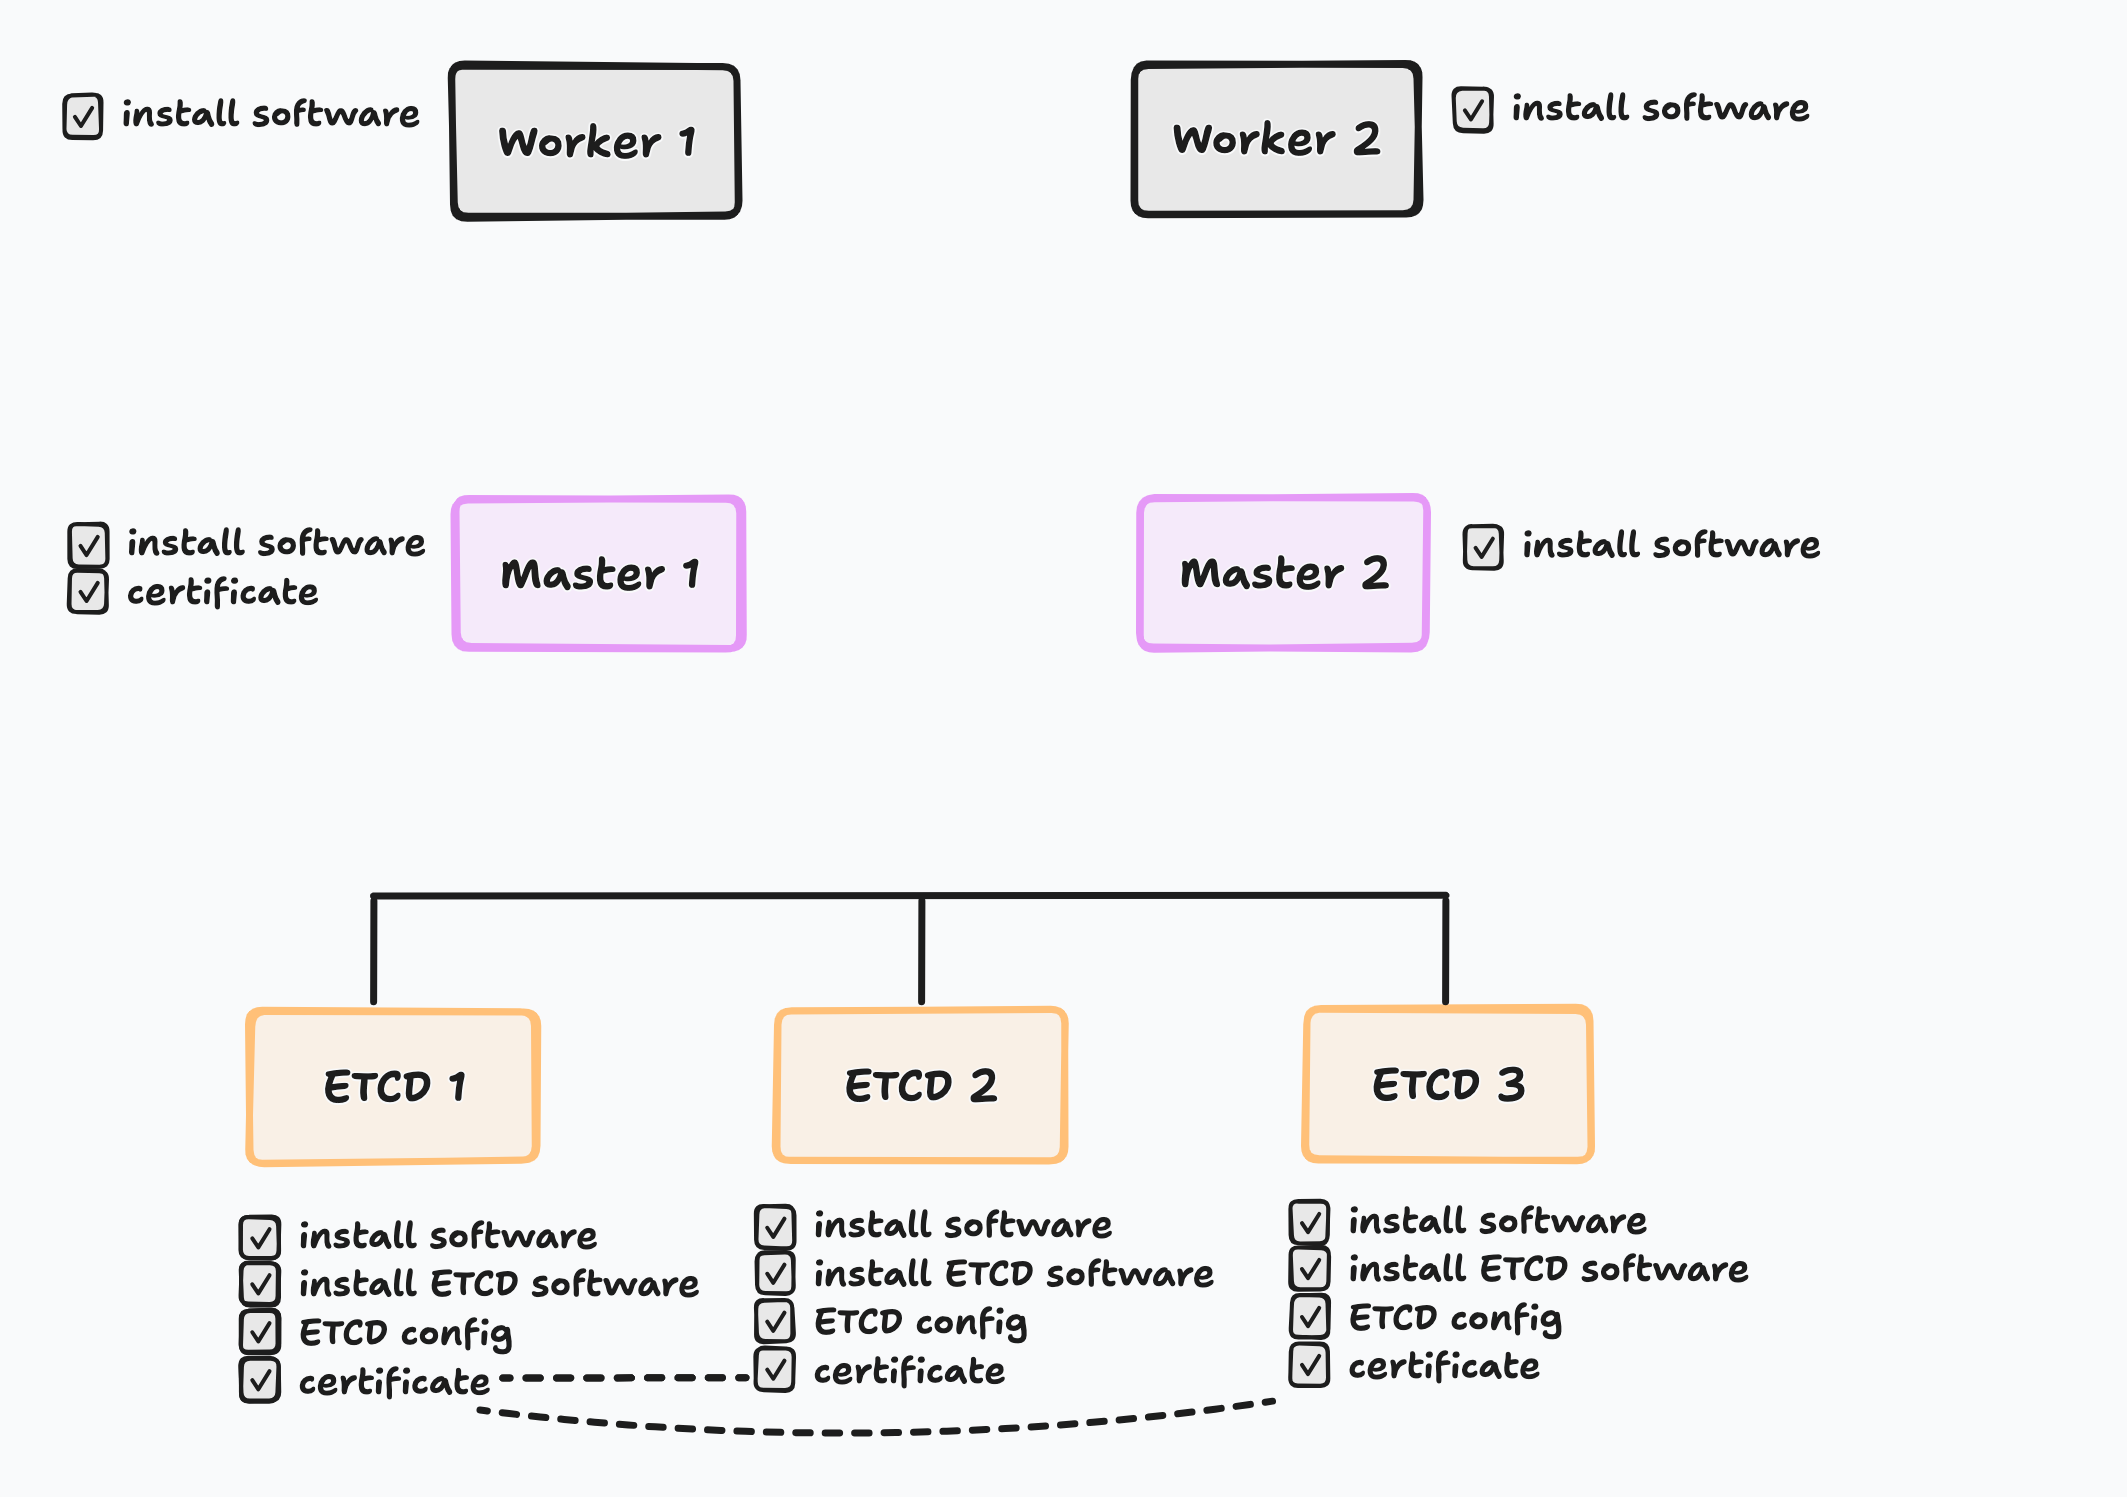 install software
Worker 1
Worker 2
install software
install software
certificate
Master 1
Master 2
install software
ETCD 1
ETCD 2
ETCD 3
install software
install ETCD software
ETCD config
certificate
install software
install ETCD software
ETCD config
certificate
install software
install ETCD software
ETCD config
certificate